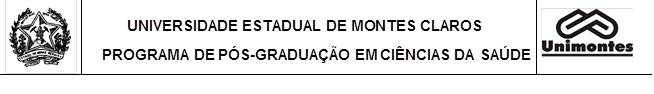 UNIVERSIDADE ESTADUAL DE MONTES CLAROS
PROGRAMA DE PÓS-GRADUAÇÃO EM CIÊNCIAS DA SAÚDE
Unimontes